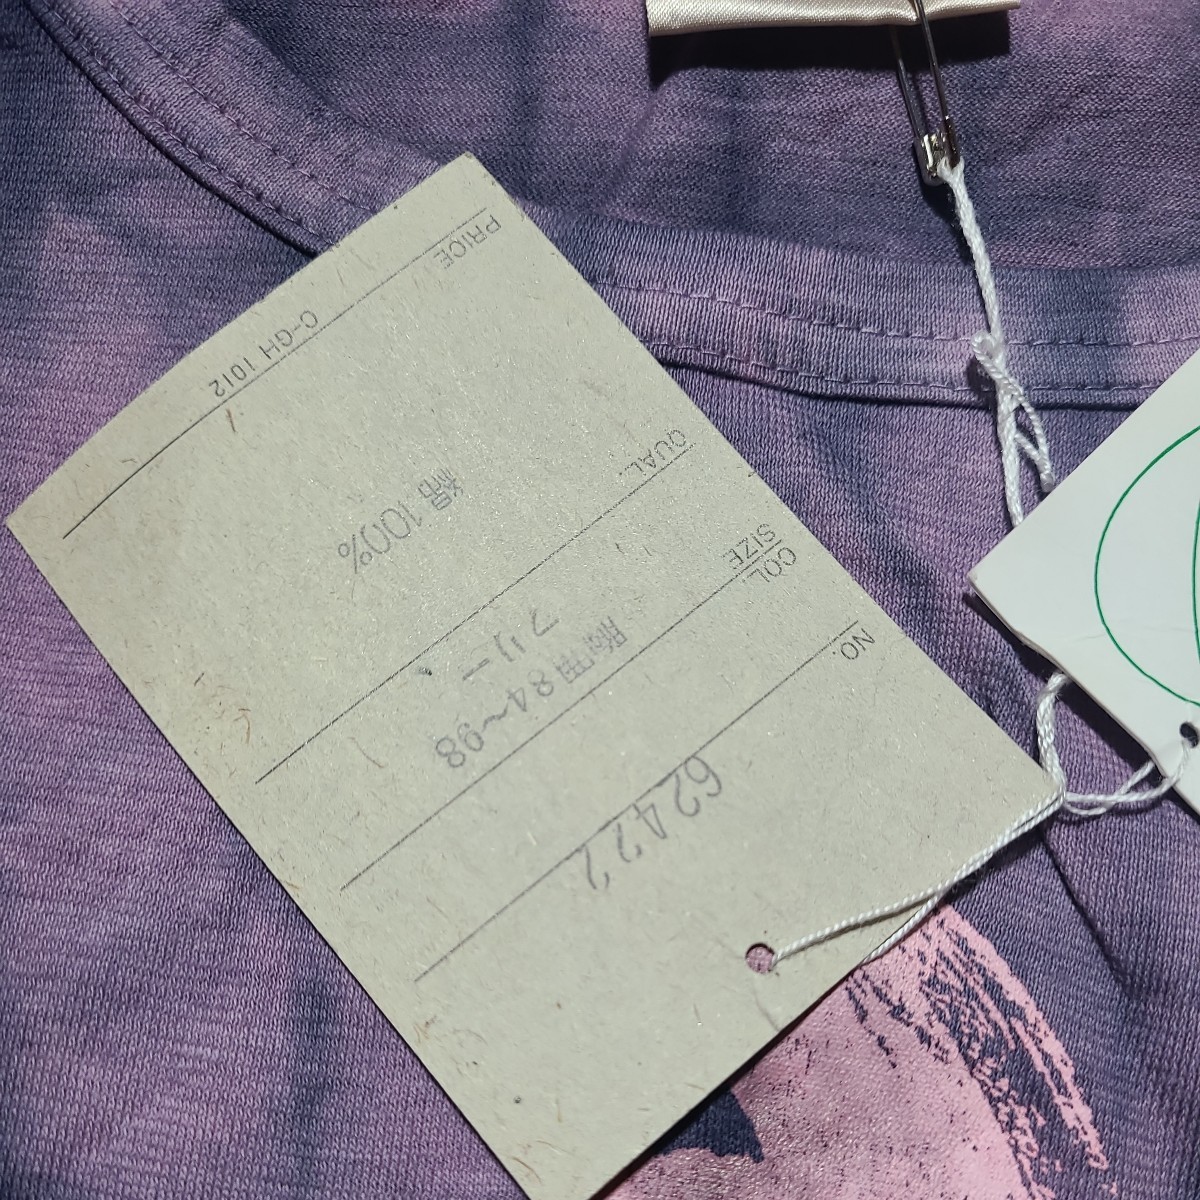 NO.
62422
COL.
SIZE
胸囲84~98
フリー
QUAL.
綿100%
PRICE
C-GH 1012